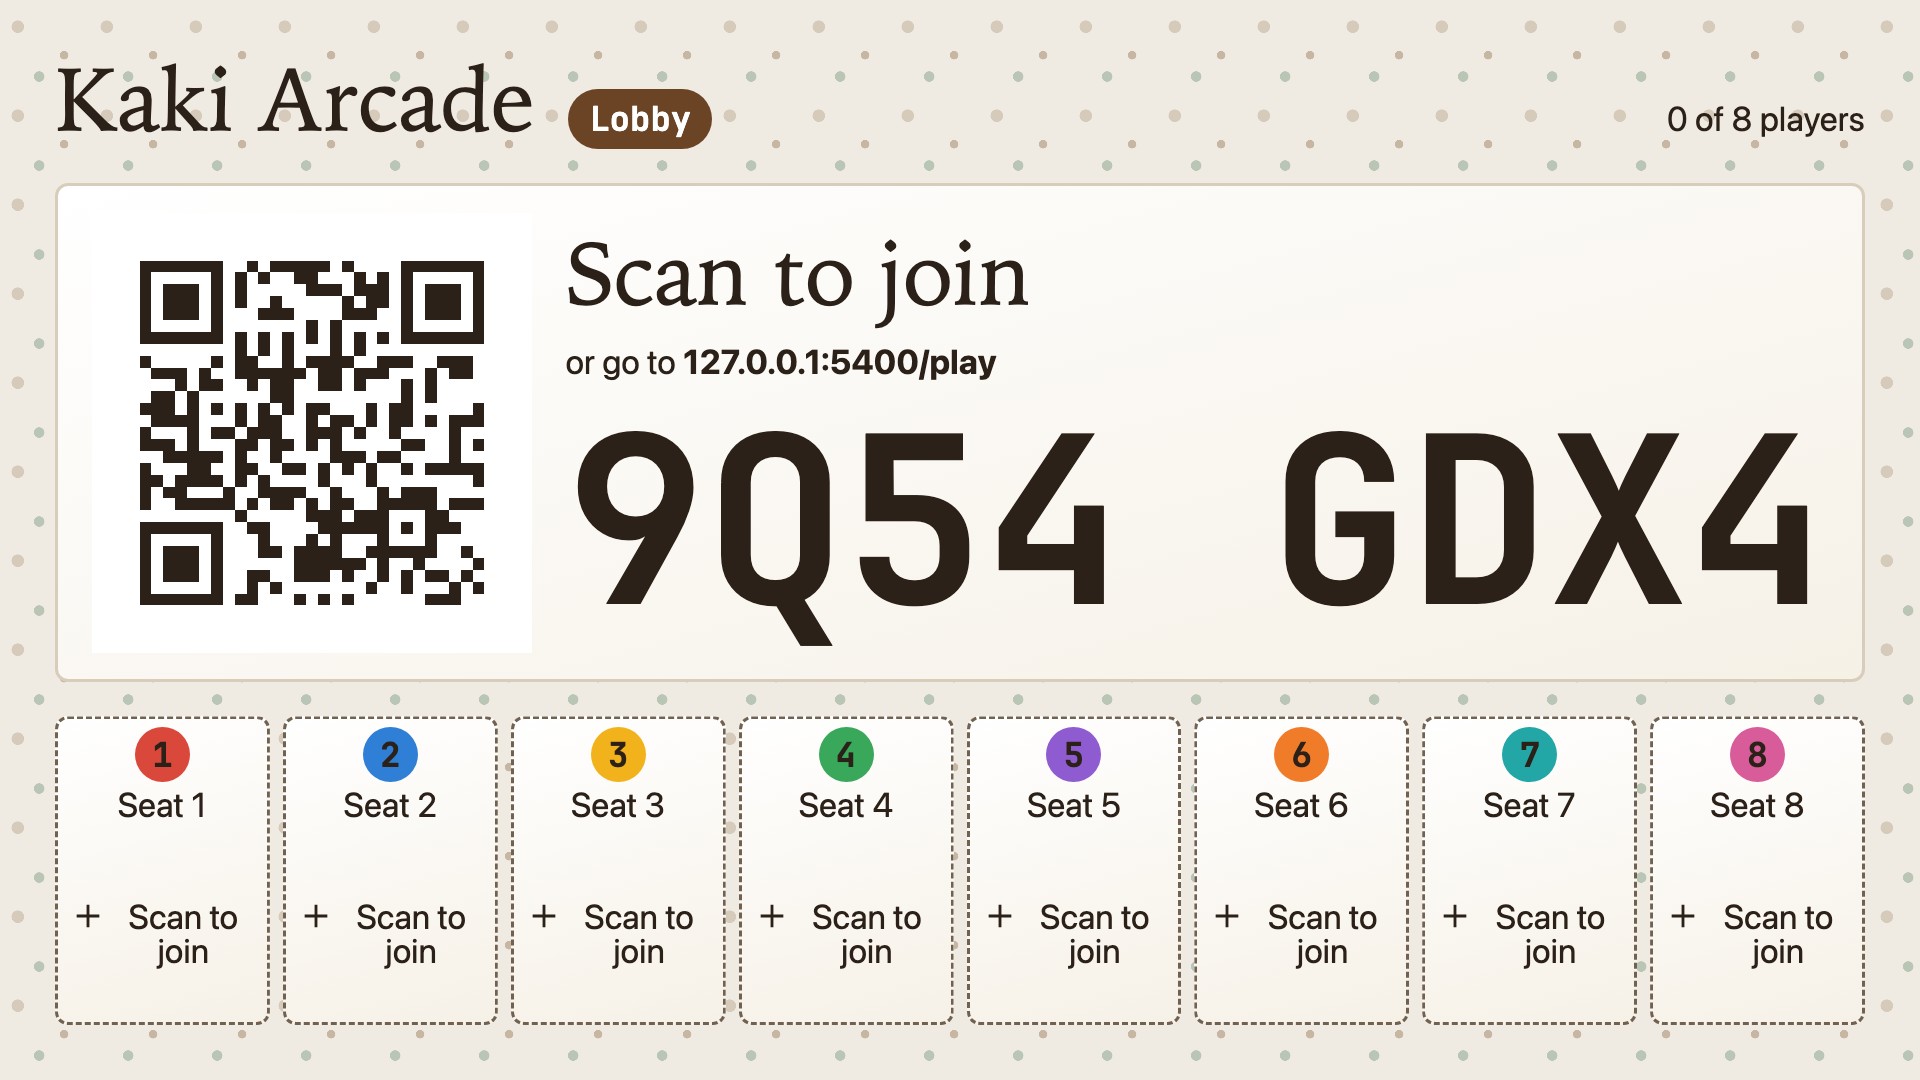 Kaki Arcade
Lobby
0 of 8 players
Scan to join
or go to 127.0.0.1:5400/play
9Q54 GDX4
1
Seat 1
+ Scan to
join
2
Seat 2
+ Scan to
join
3
Seat 3
+ Scan to
join
4
Seat 4
+ Scan to
join
5
Seat 5
+ Scan to
join
6
Seat 6
+ Scan to
join
7
Seat 7
+ Scan to
join
8
Seat 8
+ Scan to
join